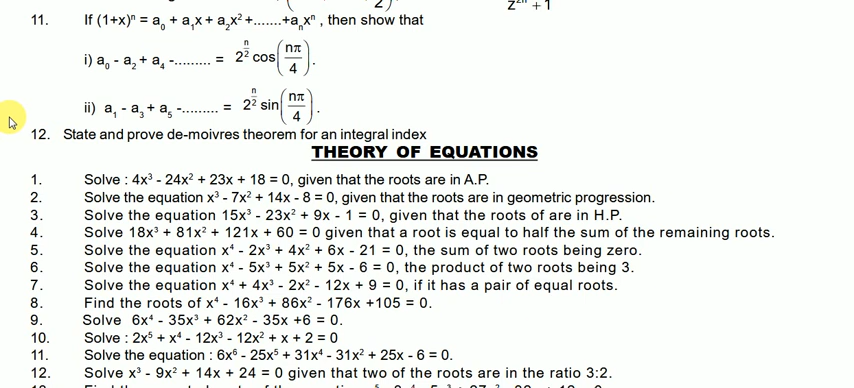 2
z²ⁿ + 1
11. If (1+x)ⁿ = a₀ + a₁x + a₂x² +.......+aₙxⁿ , then show that
i) a₀ - a₂ + a₄ -......... = 2^(n/2) cos(nπ/4).
ii) a₁ - a₃ + a₅ -......... = 2^(n/2) sin(nπ/4).
12. State and prove de-moivres theorem for an integral index
THEORY OF EQUATIONS
1. Solve : 4x³ - 24x² + 23x + 18 = 0, given that the roots are in A.P.
2. Solve the equation x³ - 7x² + 14x - 8 = 0, given that the roots are in geometric progression.
3. Solve the equation 15x³ - 23x² + 9x - 1 = 0, given that the roots of are in H.P.
4. Solve 18x³ + 81x² + 121x + 60 = 0 given that a root is equal to half the sum of the remaining roots.
5. Solve the equation x⁴ - 2x³ + 4x² + 6x - 21 = 0, the sum of two roots being zero.
6. Solve the equation x⁴ - 5x³ + 5x² + 5x - 6 = 0, the product of two roots being 3.
7. Solve the equation x⁴ + 4x³ - 2x² - 12x + 9 = 0, if it has a pair of equal roots.
8. Find the roots of x⁴ - 16x³ + 86x² - 176x +105 = 0.
9. Solve 6x⁴ - 35x³ + 62x² - 35x +6 = 0.
10. Solve : 2x⁵ + x⁴ - 12x³ - 12x² + x + 2 = 0
11. Solve the equation : 6x⁶ - 25x⁵ + 31x⁴ - 31x² + 25x - 6 = 0.
12. Solve x³ - 9x² + 14x + 24 = 0 given that two of the roots are in the ratio 3:2.